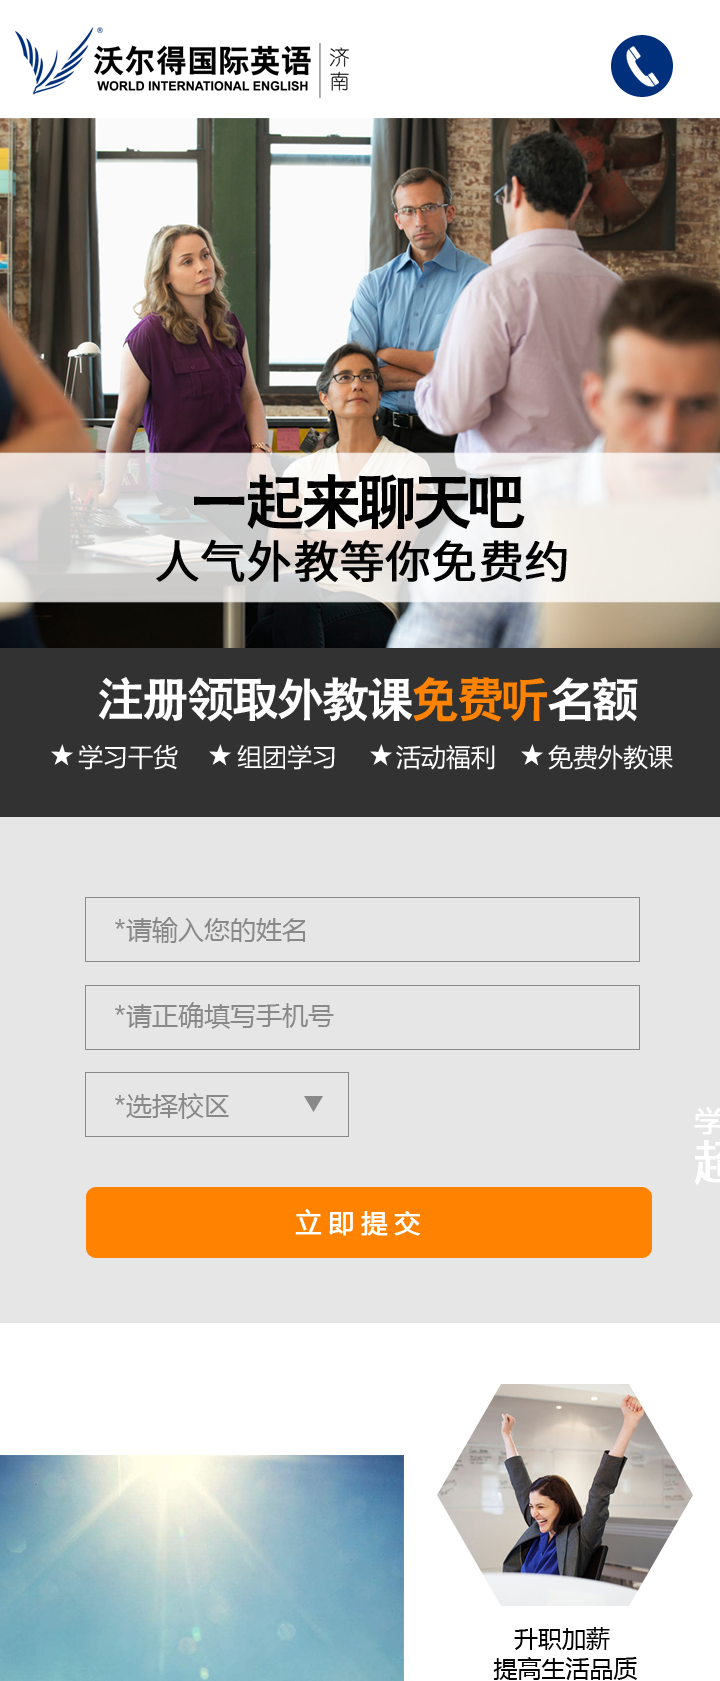 沃尔得国际英语
WORLD INTERNATIONAL ENGLISH
®
济南
一起来聊天吧
人气外教等你免费约
注册领取外教课免费听名额
★学习干货 ★组团学习 ★活动福利 ★免费外教课
*请输入您的姓名
*请正确填写手机号
*选择校区
学
立即提交
升职加薪
提高生活品质